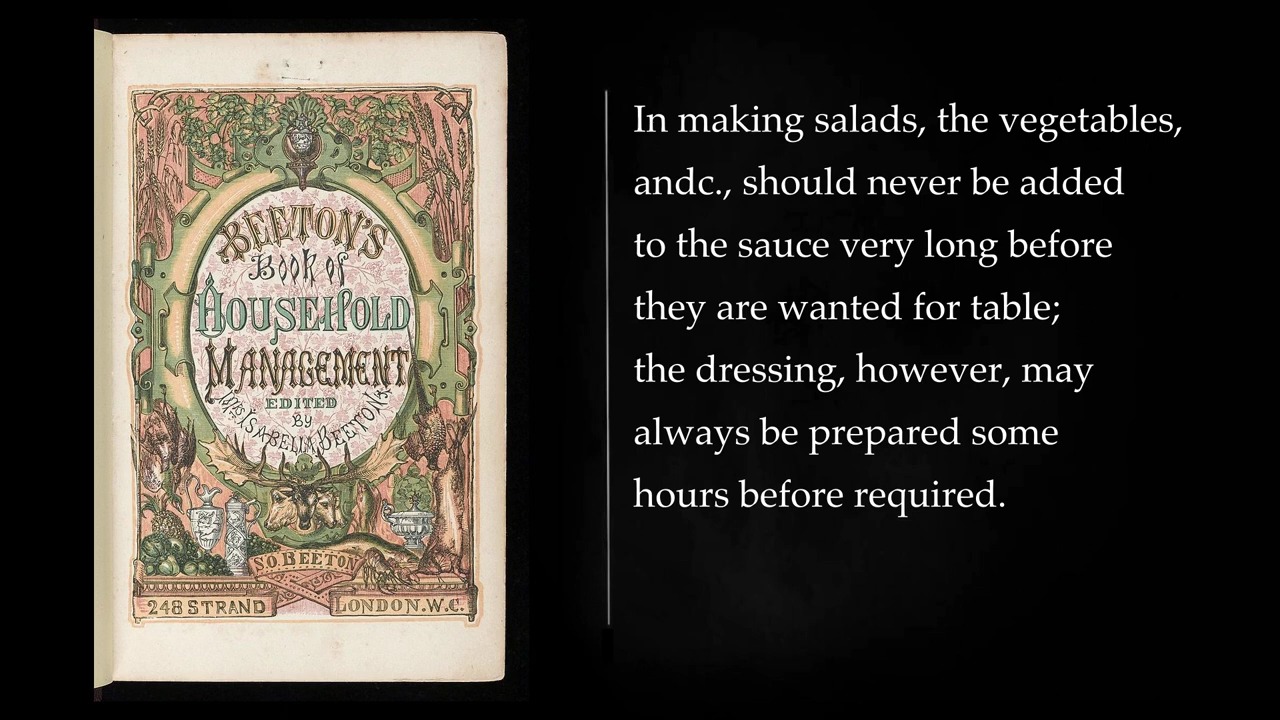 BEETON'S
Book of
HOUSEHOLD
MANAGEMENT
EDITED
By
MRS ISABELLA BEETON
S.O. BEETON
248 STRAND
LONDON. W.C.
In making salads, the vegetables,
andc., should never be added
to the sauce very long before
they are wanted for table;
the dressing, however, may
always be prepared some
hours before required.